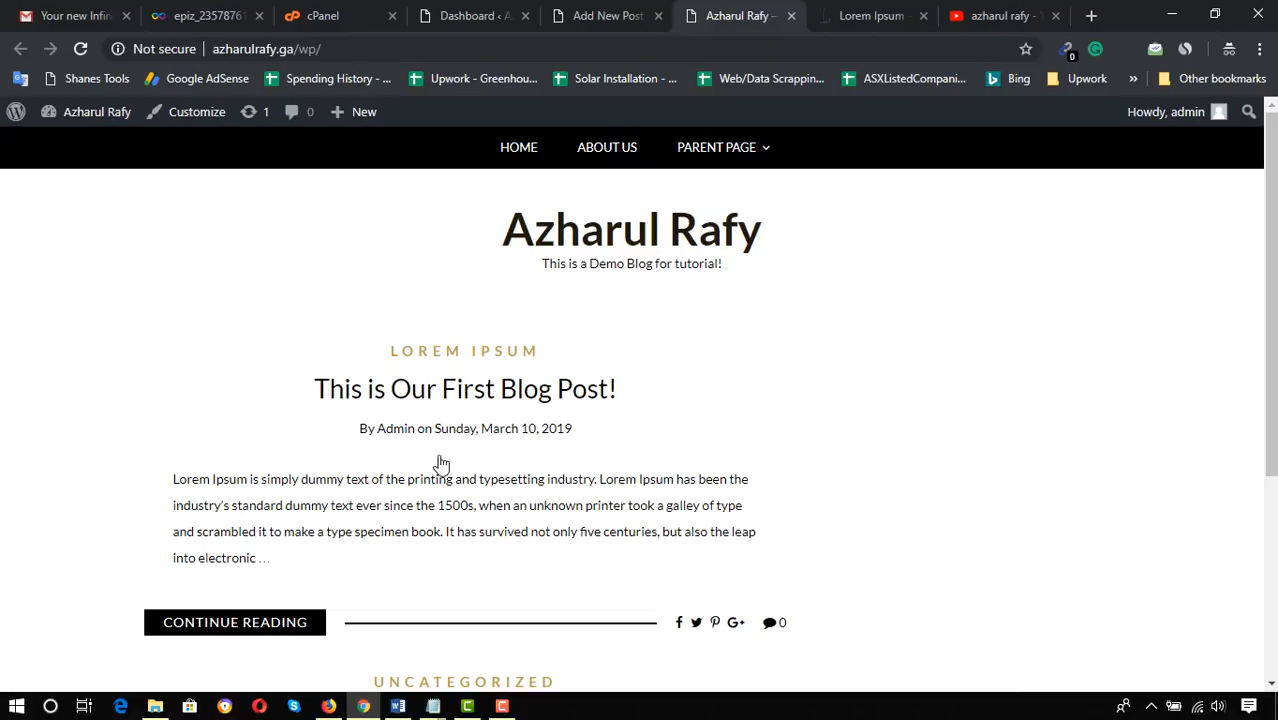 Your new Infin
epiz_23578761
cPanel
Dashboard ‹ A
Add New Post
Azharul Rafy –
Lorem Ipsum -
azharul rafy - Y
Not secure
azharulrafy.ga/wp/
0
Shanes Tools
Google AdSense
Spending History - ...
Upwork - Greenhou...
Solar Installation - ...
Web/Data Scrappin...
ASXListedCompani...
Bing
Upwork
»
Other bookmarks
Azharul Rafy
Customize
1
0
New
Howdy, admin
HOME
ABOUT US
PARENT PAGE
Azharul Rafy
This is a Demo Blog for tutorial!
LOREM IPSUM
This is Our First Blog Post!
By Admin on Sunday, March 10, 2019
Lorem Ipsum is simply dummy text of the printing and typesetting industry. Lorem Ipsum has been the
industry's standard dummy text ever since the 1500s, when an unknown printer took a galley of type
and scrambled it to make a type specimen book. It has survived not only five centuries, but also the leap
into electronic …
CONTINUE READING
0
UNCATEGORIZED